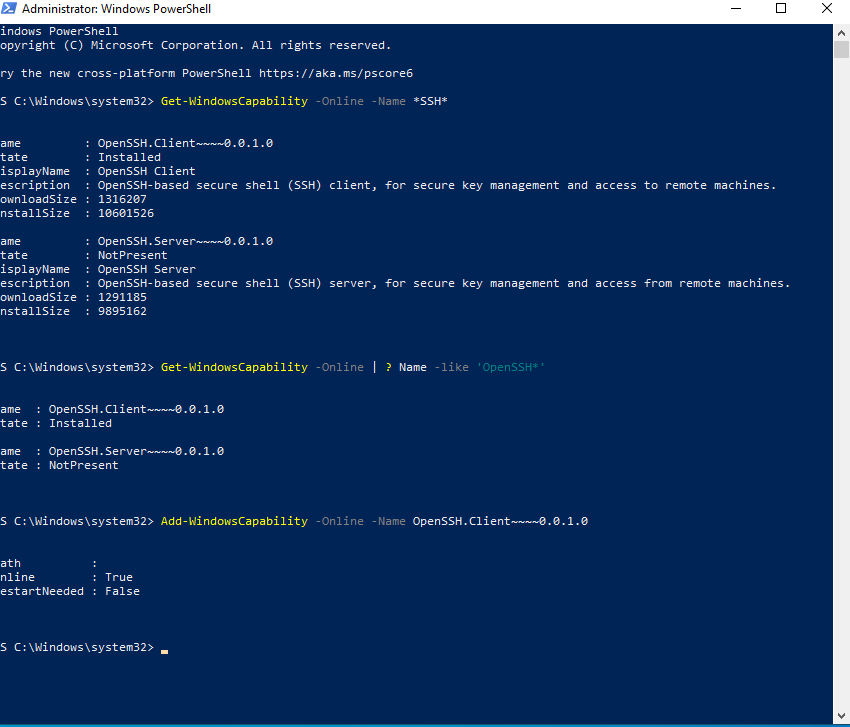 Administrator: Windows PowerShell
indows PowerShell
opyright (C) Microsoft Corporation. All rights reserved.
ry the new cross-platform PowerShell https://aka.ms/pscore6
S C:\Windows\system32> Get-WindowsCapability -Online -Name *SSH*
ame         : OpenSSH.Client~~~~0.0.1.0
tate        : Installed
isplayName  : OpenSSH Client
escription  : OpenSSH-based secure shell (SSH) client, for secure key management and access to remote machines.
ownloadSize : 1316207
nstallSize  : 10601526
ame         : OpenSSH.Server~~~~0.0.1.0
tate        : NotPresent
isplayName  : OpenSSH Server
escription  : OpenSSH-based secure shell (SSH) server, for secure key management and access from remote machines.
ownloadSize : 1291185
nstallSize  : 9895162
S C:\Windows\system32> Get-WindowsCapability -Online | ? Name -like 'OpenSSH*'
ame  : OpenSSH.Client~~~~0.0.1.0
tate : Installed
ame  : OpenSSH.Server~~~~0.0.1.0
tate : NotPresent
S C:\Windows\system32> Add-WindowsCapability -Online -Name OpenSSH.Client~~~~0.0.1.0
ath          :
nline        : True
estartNeeded : False
S C:\Windows\system32>